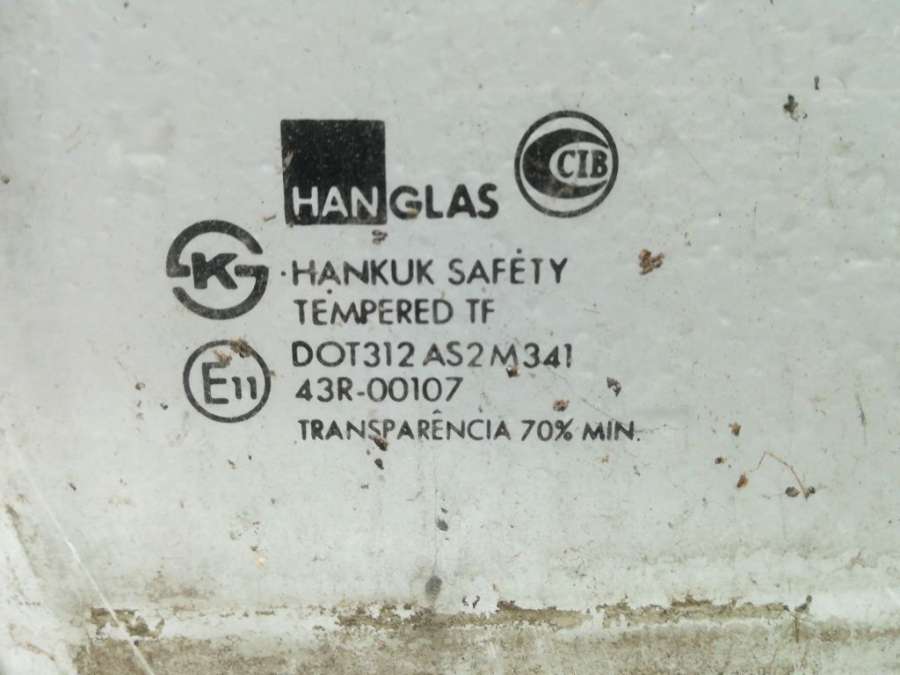 HANGLAS
CIB
K
HANKUK SAFETY
TEMPERED TF
DOT312 AS2 M341
E11
43R-00107
TRANSPARÊNCIA 70% MIN.